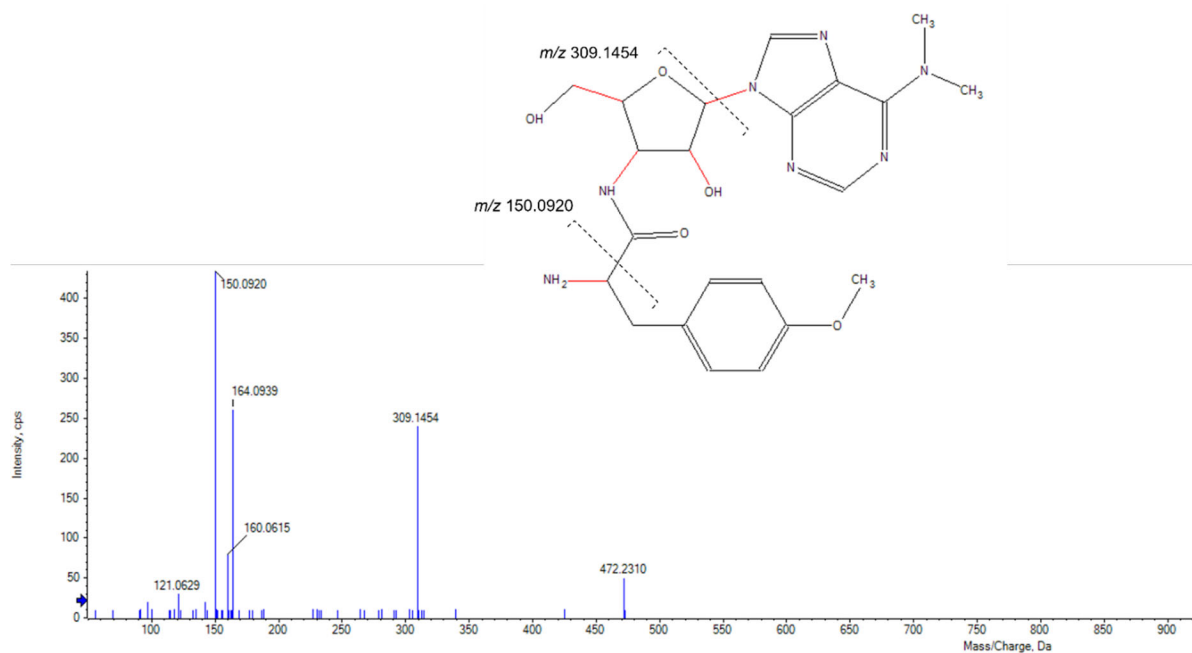 CH₃
N
N
CH₃
m/z 309.1454
O
N
OH
N
N
OH
NH
m/z 150.0920
O
NH₂
CH₃
O
Intensity, cps
400
350
300
250
200
150
100
50
0
150.0920
164.0939
309.1454
160.0615
121.0629
472.2310
100 150 200 250 300 350 400 450 500 550 600 650 700 750 800 850 900
Mass/Charge, Da